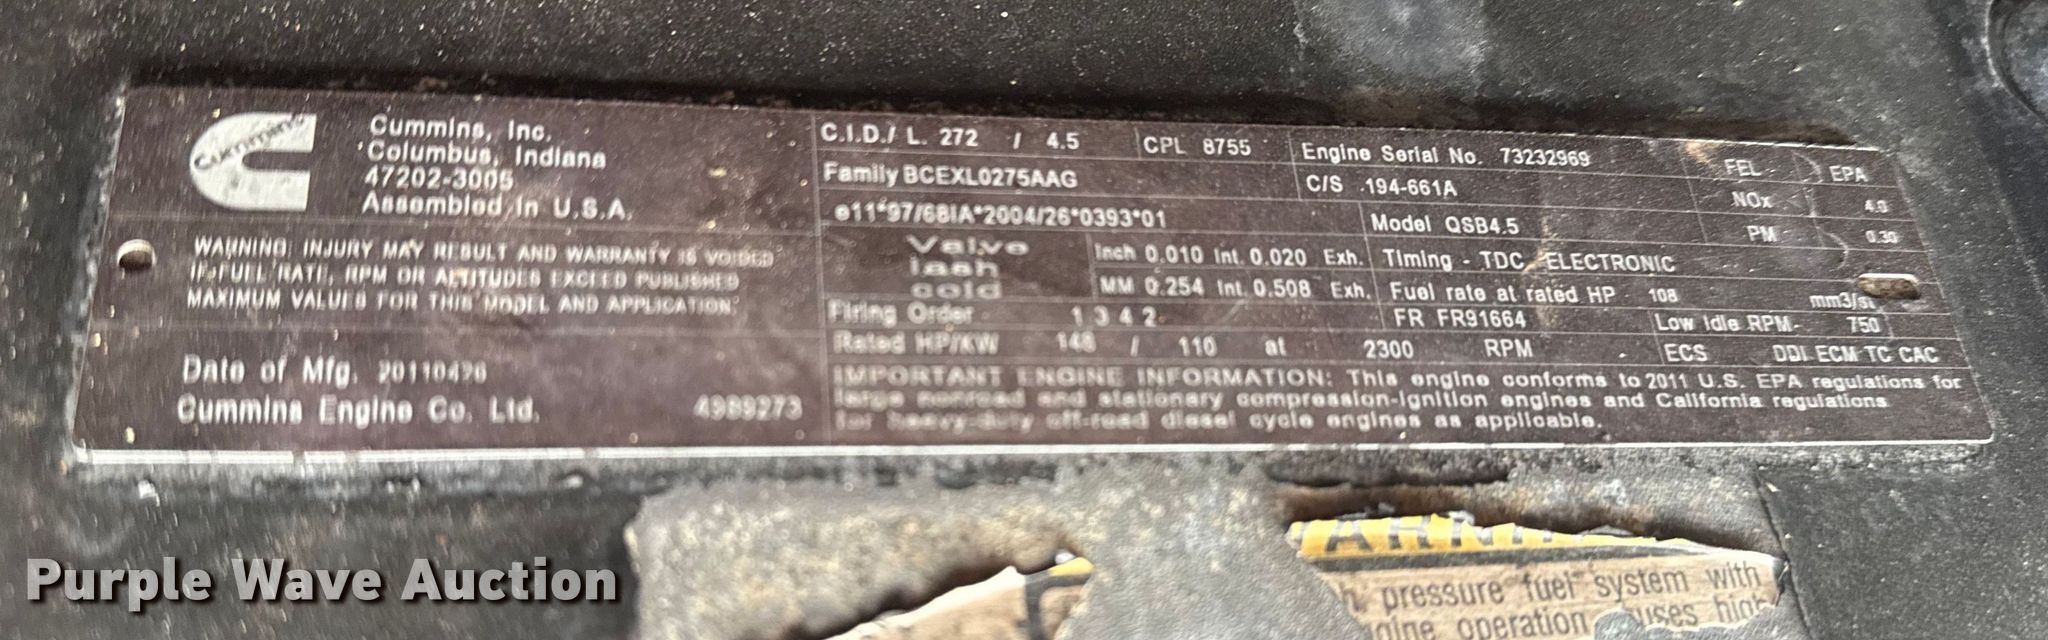 Cummins
Cummins, Inc.
Columbus, Indiana
47202-3005
Assembled in U.S.A.
WARNING: INJURY MAY RESULT AND WARRANTY IS VOIDED
IF FUEL RATE, RPM OR ALTITUDES EXCEED PUBLISHED
MAXIMUM VALUES FOR THIS MODEL AND APPLICATION.
Date of Mfg. 20110426
Cummins Engine Co. Ltd. 4989273
C.I.D./ L. 272 / 4.5 CPL 8755 Engine Serial No. 73232969 FEL EPA
Family BCEXL0275AAG C/S 194-661A NOx 4.0
e11*97/68IA*2004/26*0393*01 Model QSB4.5 PM 0.30
Valve lash cold Inch 0.010 Int. 0.020 Exh. Timing - TDC ELECTRONIC
MM 0.254 Int. 0.508 Exh. Fuel rate at rated HP 108 mm3/st
Firing Order 1 3 4 2 FR FR91664 Low Idle RPM 750
Rated HP/KW 148 / 110 at 2300 RPM ECS DDI ECM TC CAC
IMPORTANT ENGINE INFORMATION: This engine conforms to 2011 U.S. EPA regulations for
large nonroad and stationary compression-ignition engines and California regulations
for heavy-duty off-road diesel cycle engines as applicable.
pressure fuel system with
operation
Purple Wave Auction